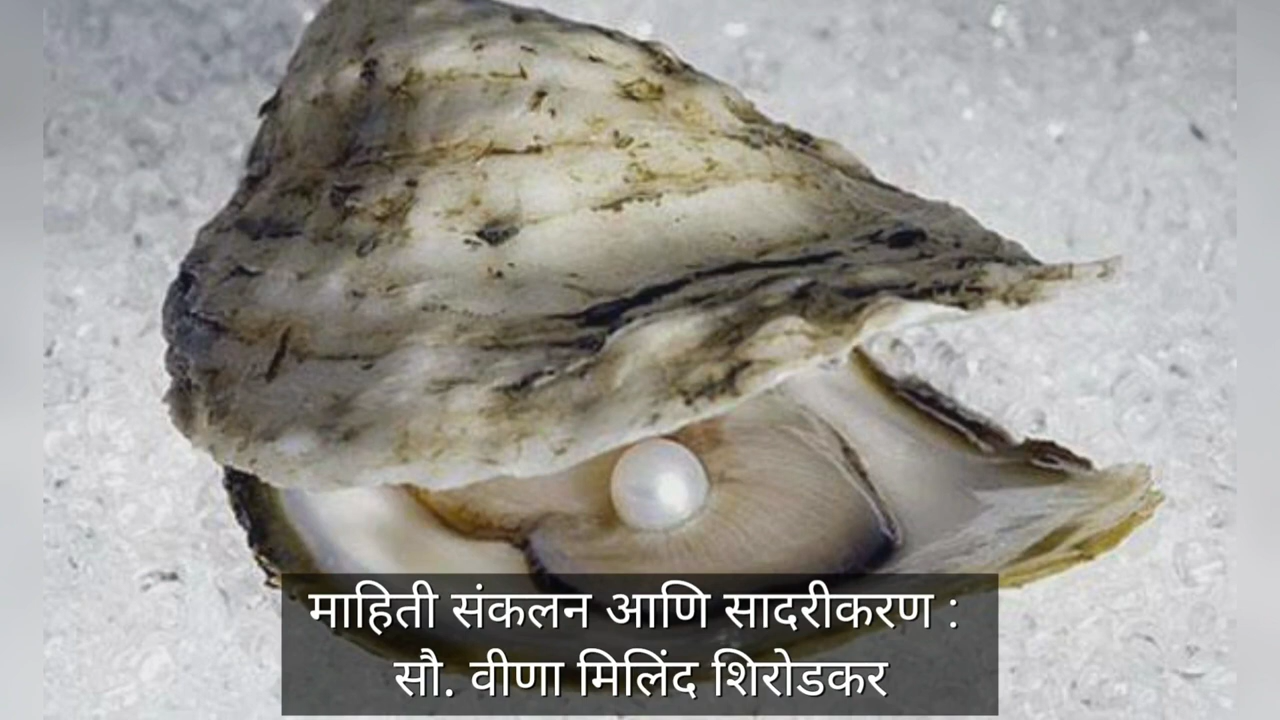 माहिती संकलन आणि सादरीकरण :
सौ. वीणा मिलिंद शिरोडकर